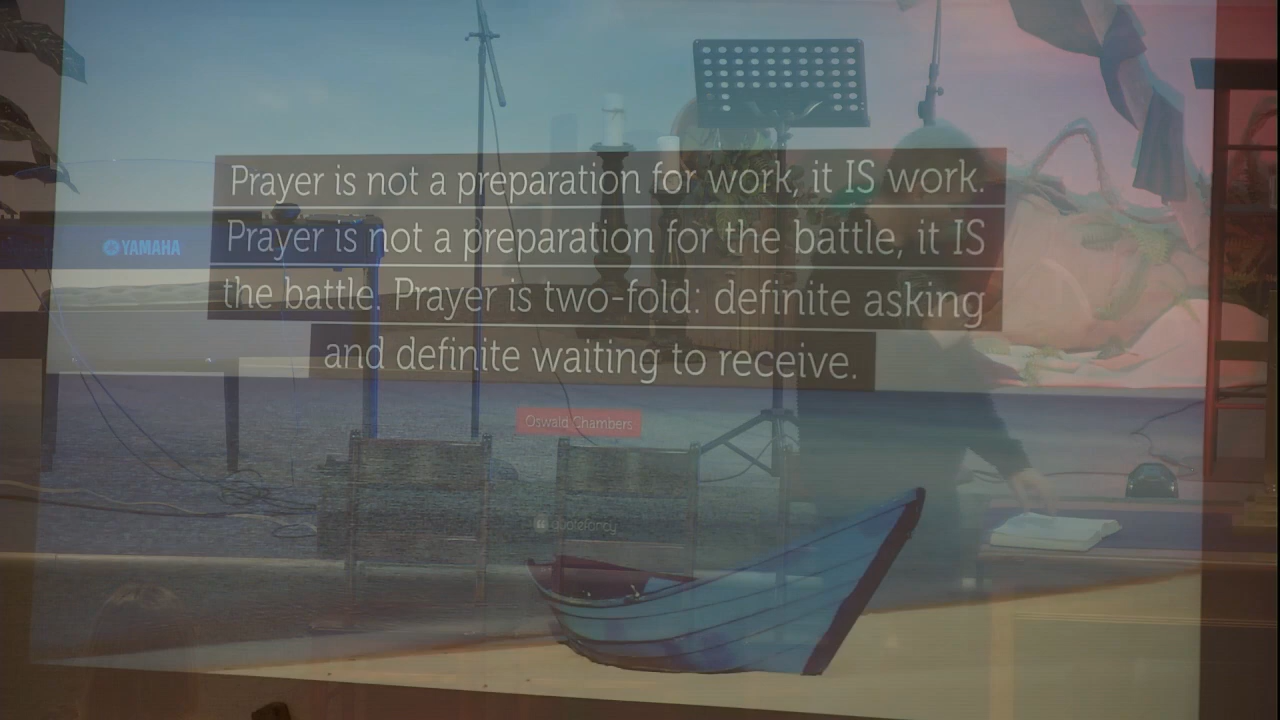 Prayer is not a preparation for work, it IS work.
Prayer is not a preparation for the battle, it IS
the battle. Prayer is two-fold: definite asking
and definite waiting to receive.
YAMAHA
Oswald Chambers
quotefancy